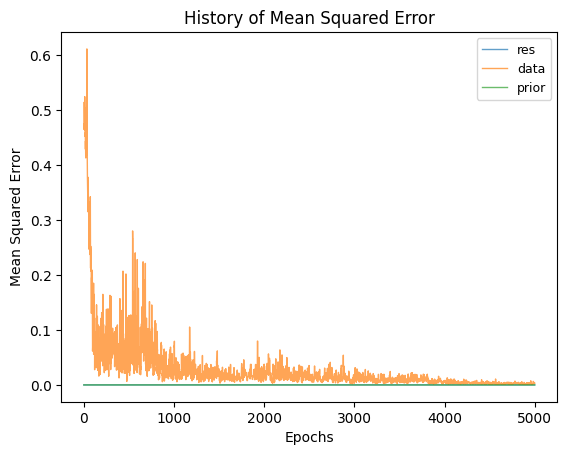 History of Mean Squared Error
res
data
prior
Mean Squared Error
0.6
0.5
0.4
0.3
0.2
0.1
0.0
0
1000
2000
3000
4000
5000
Epochs